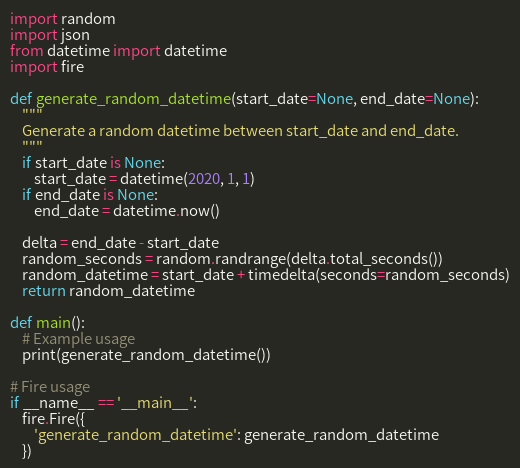 import random
import json
from datetime import datetime
import fire

def generate_random_datetime(start_date=None, end_date=None):
    """
    Generate a random datetime between start_date and end_date.
    """
    if start_date is None:
        start_date = datetime(2020, 1, 1)
    if end_date is None:
        end_date = datetime.now()

    delta = end_date - start_date
    random_seconds = random.randrange(delta.total_seconds())
    random_datetime = start_date + timedelta(seconds=random_seconds)
    return random_datetime

def main():
    # Example usage
    print(generate_random_datetime())

# Fire usage
if __name__ == '__main__':
    fire.Fire({
        'generate_random_datetime': generate_random_datetime
    })